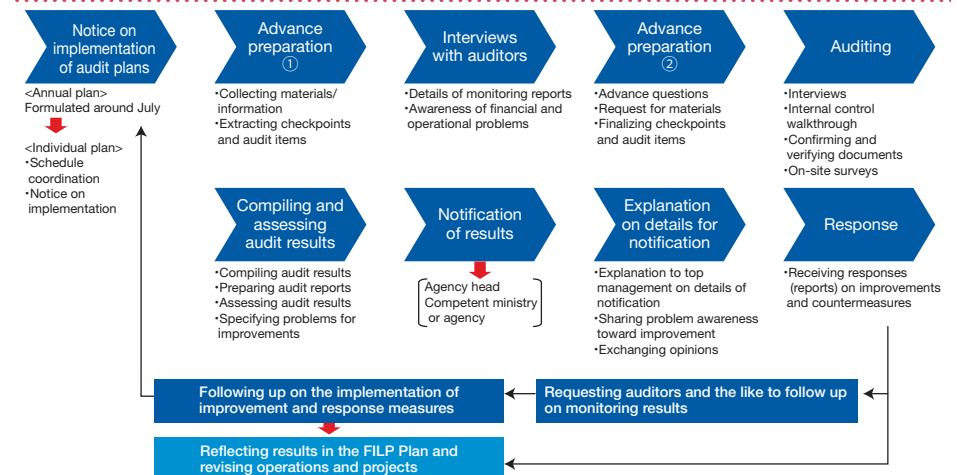 Notice on
implementation
of audit plans
<Annual plan>
Formulated around July
<Individual plan>
・Schedule
coordination
・Notice on
implementation
Advance
preparation
①
・Collecting materials/
information
・Extracting checkpoints
and audit items
Interviews
with auditors
・Details of monitoring reports
・Awareness of financial and
operational problems
Advance
preparation
②
・Advance questions
・Request for materials
・Finalizing checkpoints
and audit items
Auditing
・Interviews
・Internal control
walkthrough
・Confirming and
verifying documents
・On-site surveys
Compiling and
assessing
audit results
・Compiling audit results
・Preparing audit reports
・Assessing audit results
・Specifying problems for
improvements
Notification
of results
Agency head
Competent ministry
or agency
Explanation
on details for
notification
・Explanation to top
management on details of
notification
・Sharing problem awareness
toward improvement
・Exchanging opinions
Response
・Receiving responses
(reports) on improvements
and countermeasures
Following up on the implementation of
improvement and response measures
Requesting auditors and the like to follow up
on monitoring results
Reflecting results in the FILP Plan and
revising operations and projects